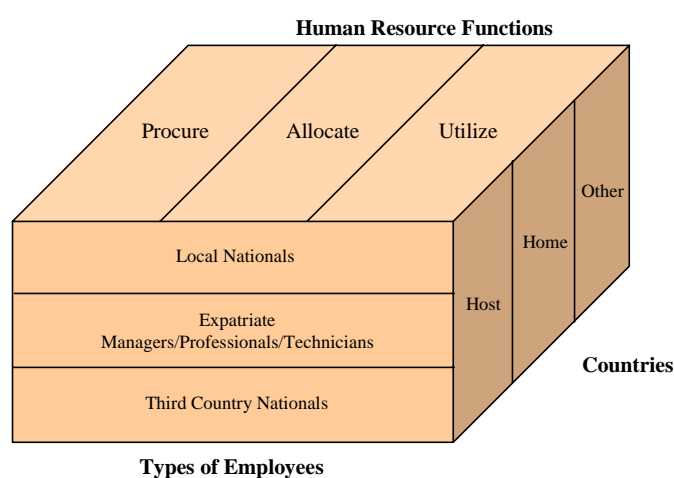 Human Resource Functions
Procure
Allocate
Utilize
Other
Home
Host
Local Nationals
Expatriate
Managers/Professionals/Technicians
Third Country Nationals
Countries
Types of Employees